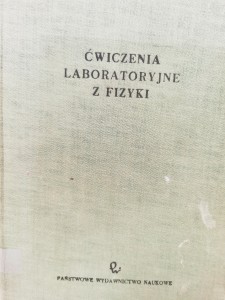 ĆWICZENIA
LABORATORYJNE
Z FIZYKI
PAŃSTWOWE WYDAWNICTWO NAUKOWE